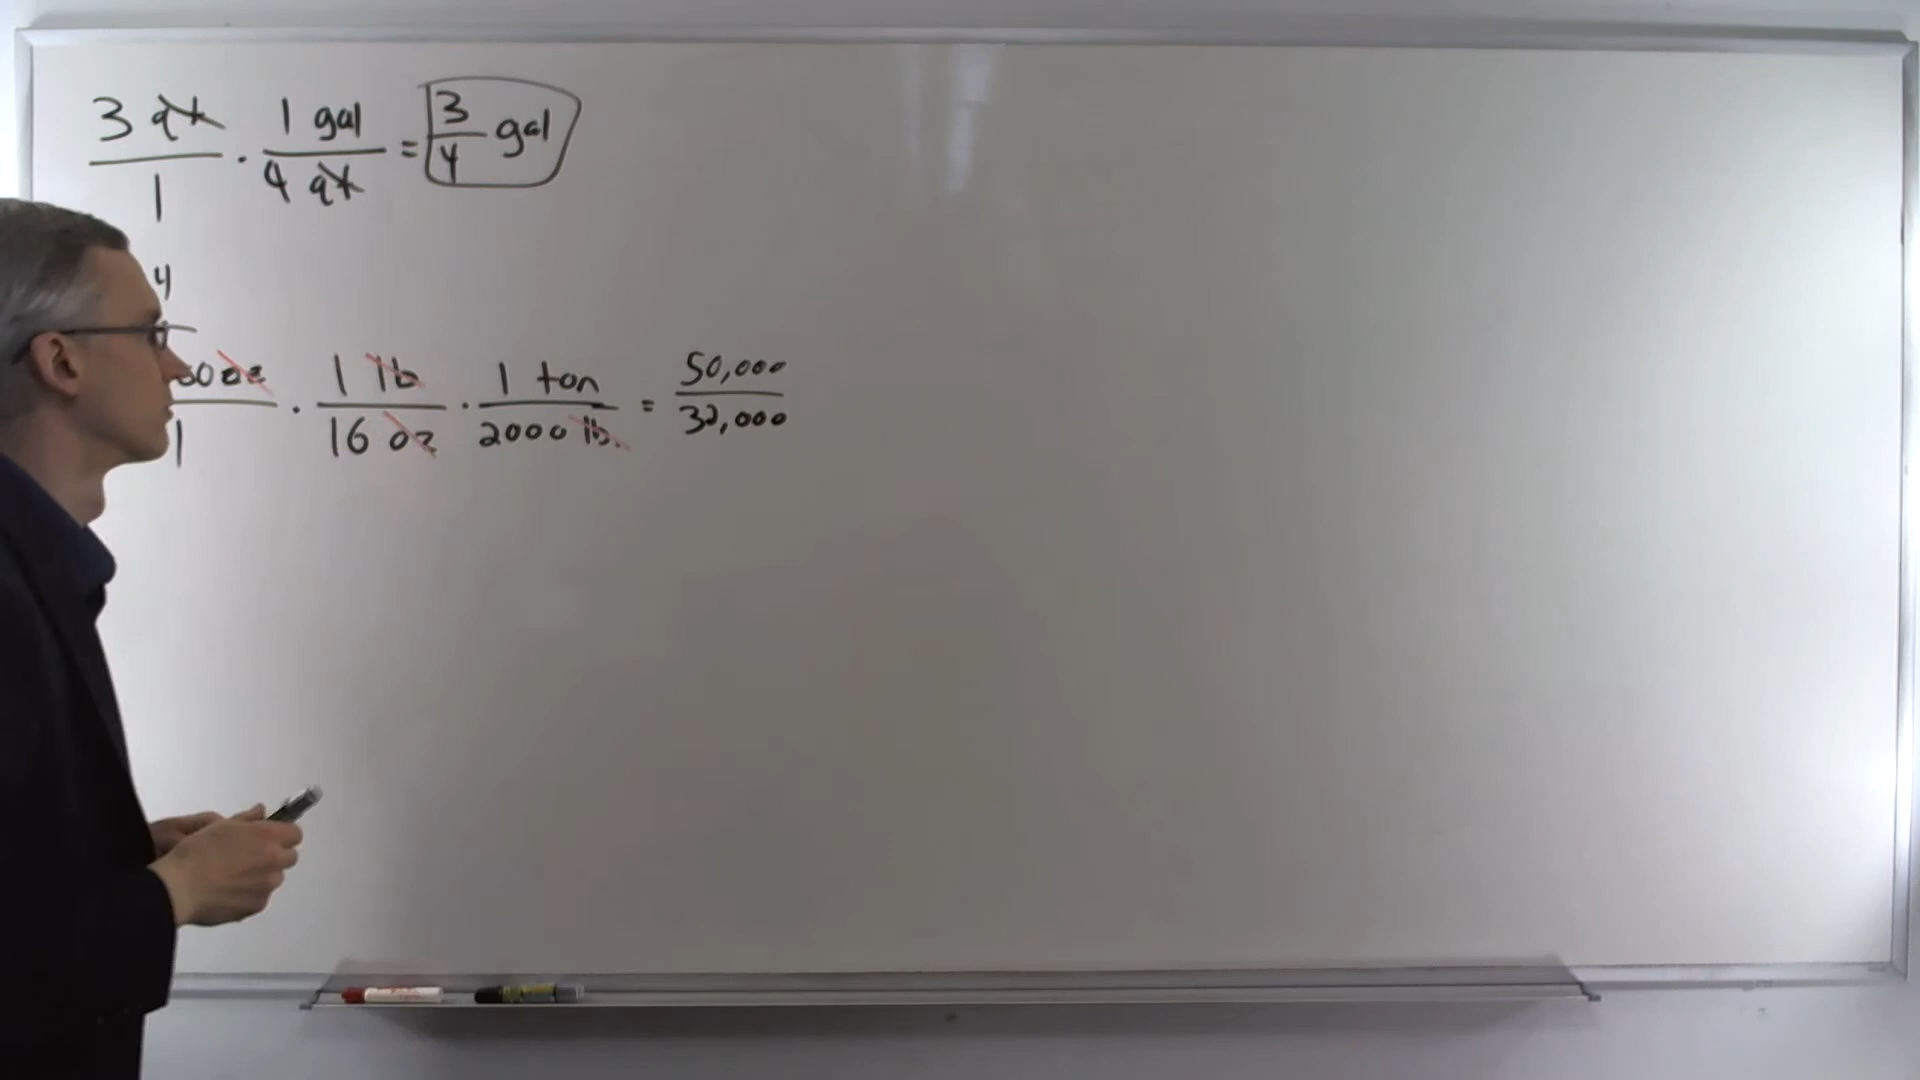 3 qt / 1 · 1 gal / 4 qt = 3/4 gal
4
00 oz / 1 · 1 lb / 16 oz · 1 ton / 2000 lb. = 50,000 / 32,000